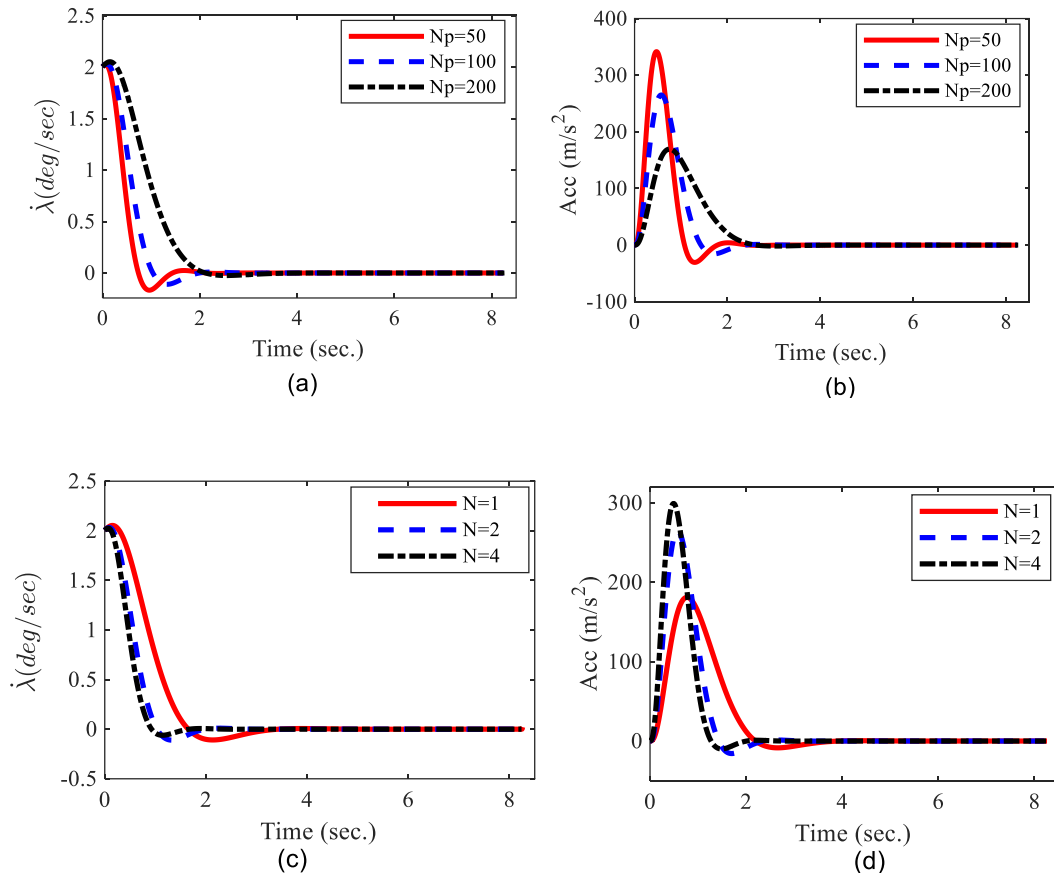 2.5
2
1.5
1
0.5
0
0 2 4 6 8
λ̇(deg/sec)
Time (sec.)
Np=50
Np=100
Np=200
(a)
400
300
200
100
0
-100
0 2 4 6 8
Acc (m/s²)
Time (sec.)
Np=50
Np=100
Np=200
(b)
2.5
2
1.5
1
0.5
0
-0.5
0 2 4 6 8
λ̇(deg/sec)
Time (sec.)
N=1
N=2
N=4
(c)
300
200
100
0
0 2 4 6 8
Acc (m/s²)
Time (sec.)
N=1
N=2
N=4
(d)